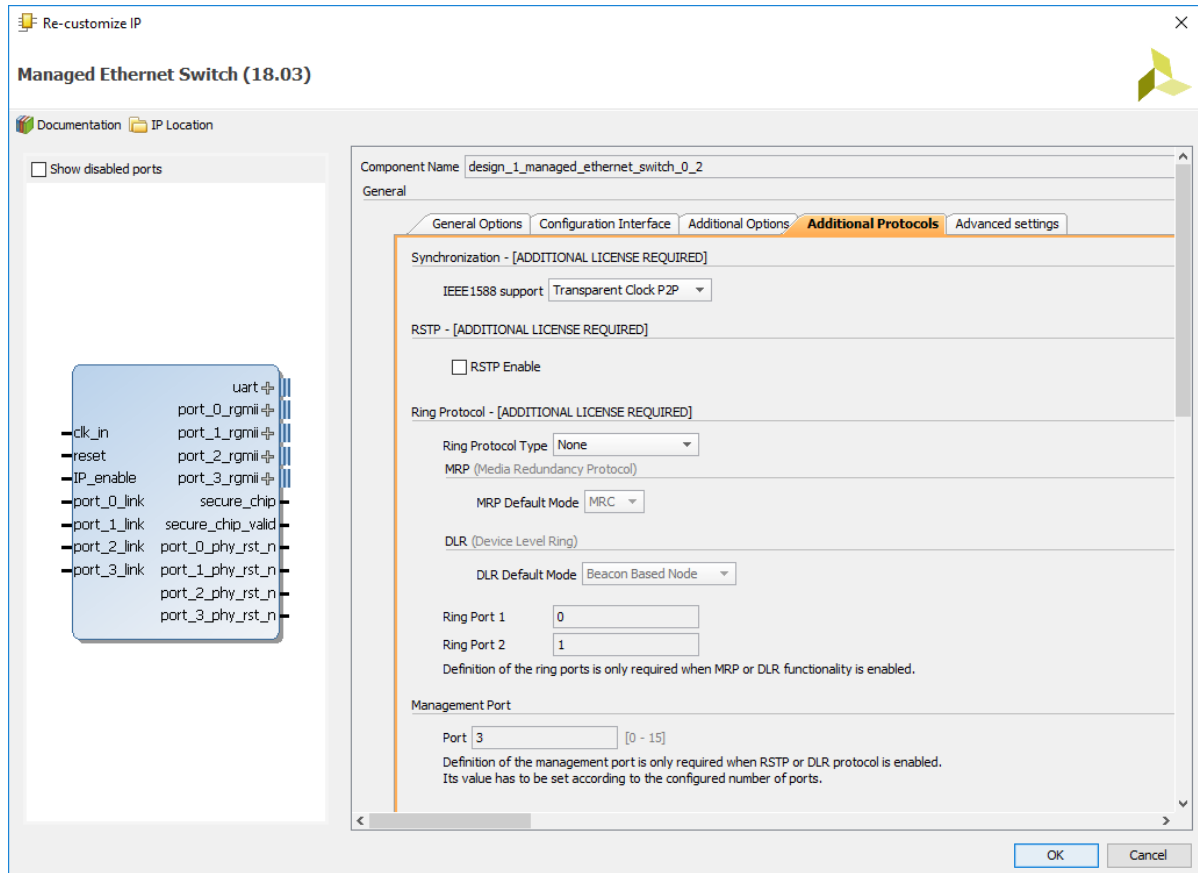 Re-customize IP
Managed Ethernet Switch (18.03)
Documentation IP Location
Show disabled ports
uart
port_0_rgmii
clk_in port_1_rgmii
reset port_2_rgmii
IP_enable port_3_rgmii
port_0_link secure_chip
port_1_link secure_chip_valid
port_2_link port_0_phy_rst_n
port_3_link port_1_phy_rst_n
port_2_phy_rst_n
port_3_phy_rst_n
Component Name design_1_managed_ethernet_switch_0_2
General
General Options Configuration Interface Additional Options Additional Protocols Advanced settings
Synchronization - [ADDITIONAL LICENSE REQUIRED]
IEEE1588 support Transparent Clock P2P
RSTP - [ADDITIONAL LICENSE REQUIRED]
RSTP Enable
Ring Protocol - [ADDITIONAL LICENSE REQUIRED]
Ring Protocol Type None
MRP (Media Redundancy Protocol)
MRP Default Mode MRC
DLR (Device Level Ring)
DLR Default Mode Beacon Based Node
Ring Port 1 0
Ring Port 2 1
Definition of the ring ports is only required when MRP or DLR functionality is enabled.
Management Port
Port 3 [0 - 15]
Definition of the management port is only required when RSTP or DLR protocol is enabled.
Its value has to be set according to the configured number of ports.
OK Cancel